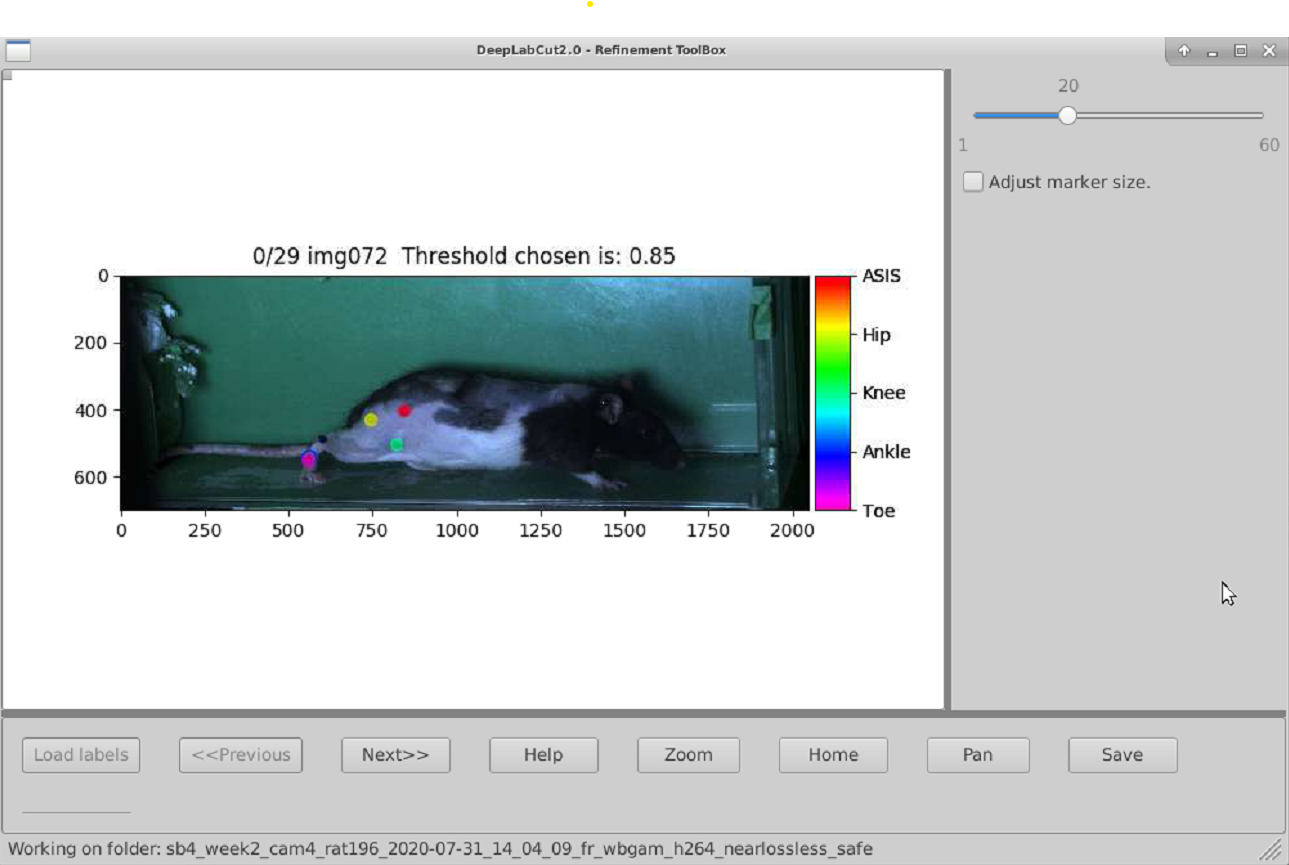 DeepLabCut2.0 - Refinement ToolBox
20
1 60
Adjust marker size.
0/29 img072 Threshold chosen is: 0.85
0
200
400
600
0 250 500 750 1000 1250 1500 1750 2000
ASIS
Hip
Knee
Ankle
Toe
Load labels <<Previous Next>> Help Zoom Home Pan Save
Working on folder: sb4_week2_cam4_rat196_2020-07-31_14_04_09_fr_wbgam_h264_nearlossless_safe